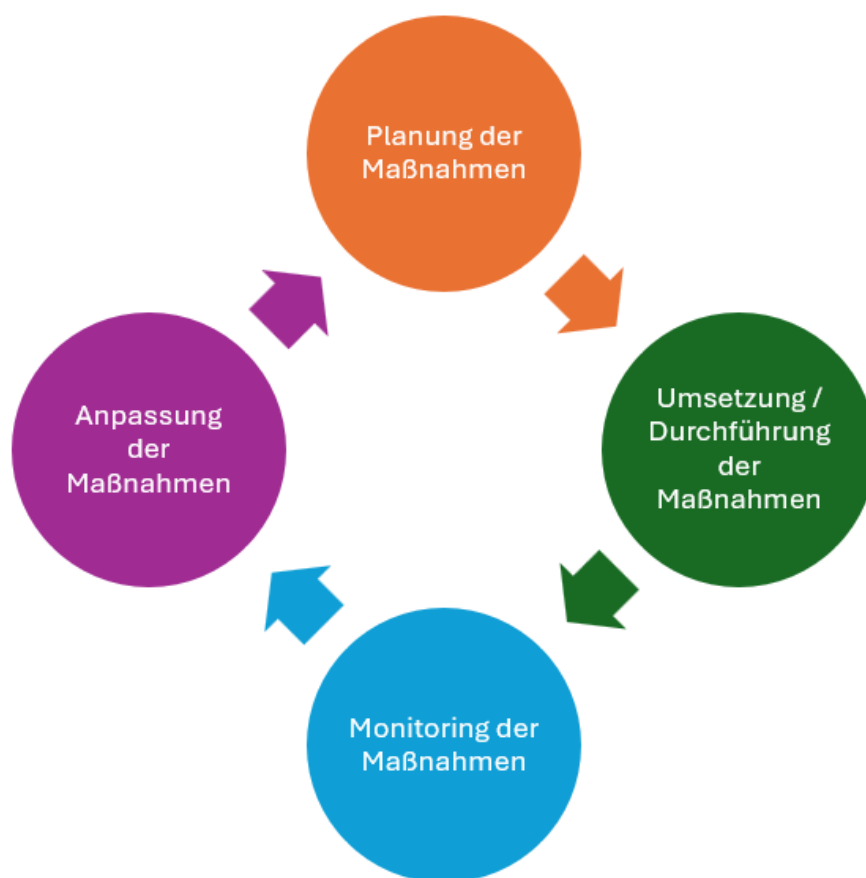 Planung der
Maßnahmen
Umsetzung /
Durchführung
der
Maßnahmen
Monitoring der
Maßnahmen
Anpassung
der
Maßnahmen